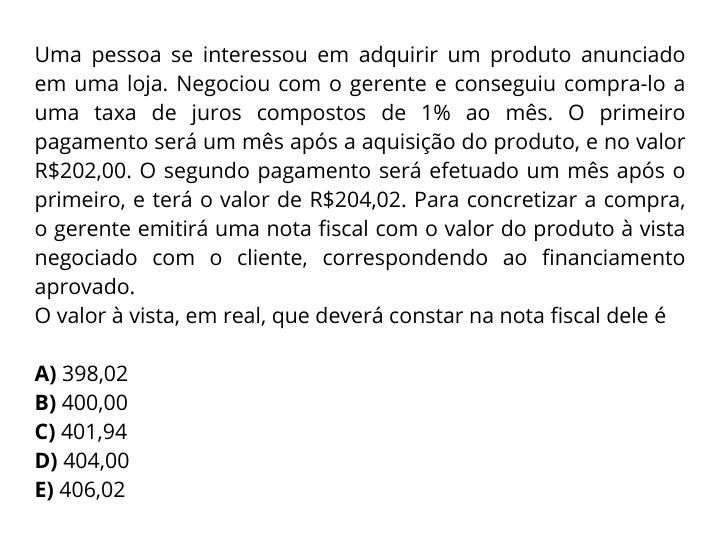 Uma pessoa se interessou em adquirir um produto anunciado
em uma loja. Negociou com o gerente e conseguiu compra-lo a
uma taxa de juros compostos de 1% ao mês. O primeiro
pagamento será um mês após a aquisição do produto, e no valor
R$202,00. O segundo pagamento será efetuado um mês após o
primeiro, e terá o valor de R$204,02. Para concretizar a compra,
o gerente emitirá uma nota fiscal com o valor do produto à vista
negociado com o cliente, correspondendo ao financiamento
aprovado.
O valor à vista, em real, que deverá constar na nota fiscal dele é
A) 398,02
B) 400,00
C) 401,94
D) 404,00
E) 406,02